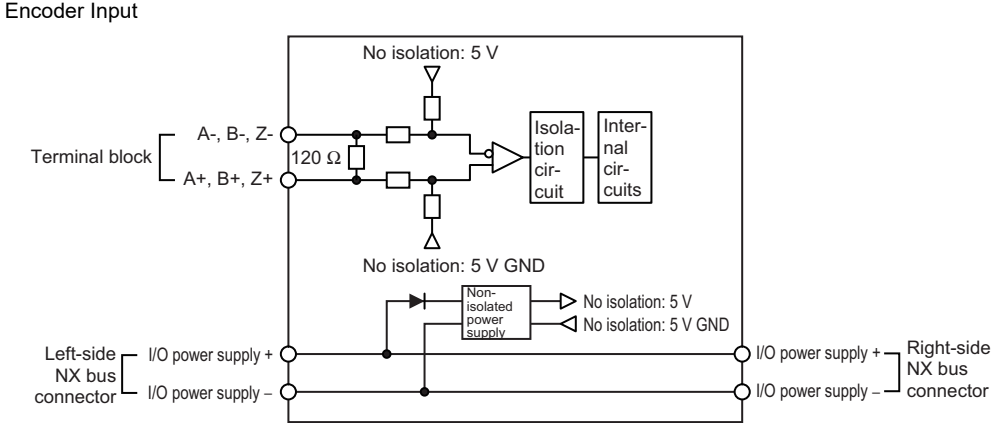 Encoder Input
No isolation: 5 V
A-, B-, Z-
Terminal block
120 Ω
A+, B+, Z+
Isola-
tion
cir-
cuit
Inter-
nal
cir-
cuits
No isolation: 5 V GND
Non-
isolated
power
supply
No isolation: 5 V
No isolation: 5 V GND
Left-side
NX bus
connector
I/O power supply +
I/O power supply –
I/O power supply +
I/O power supply –
Right-side
NX bus
connector